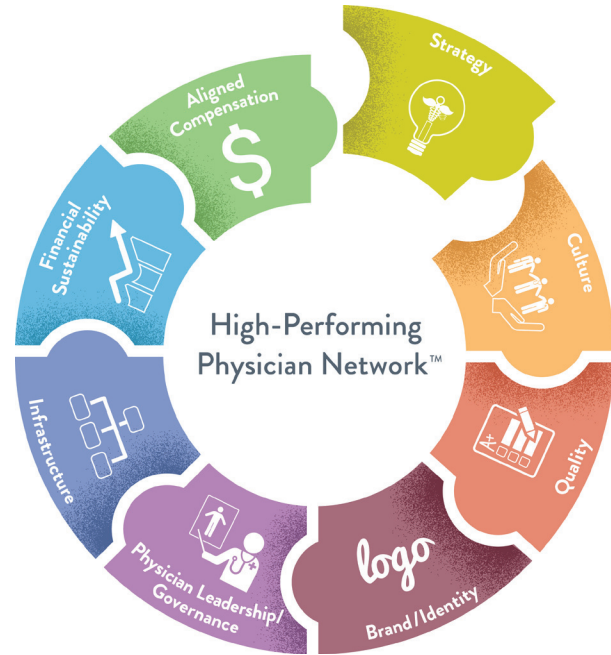 Strategy
Culture
Quality
Brand/Identity
logo
Physician Leadership/
Governance
Infrastructure
Financial
Sustainability
Aligned
Compensation
$
High-Performing
Physician Network™